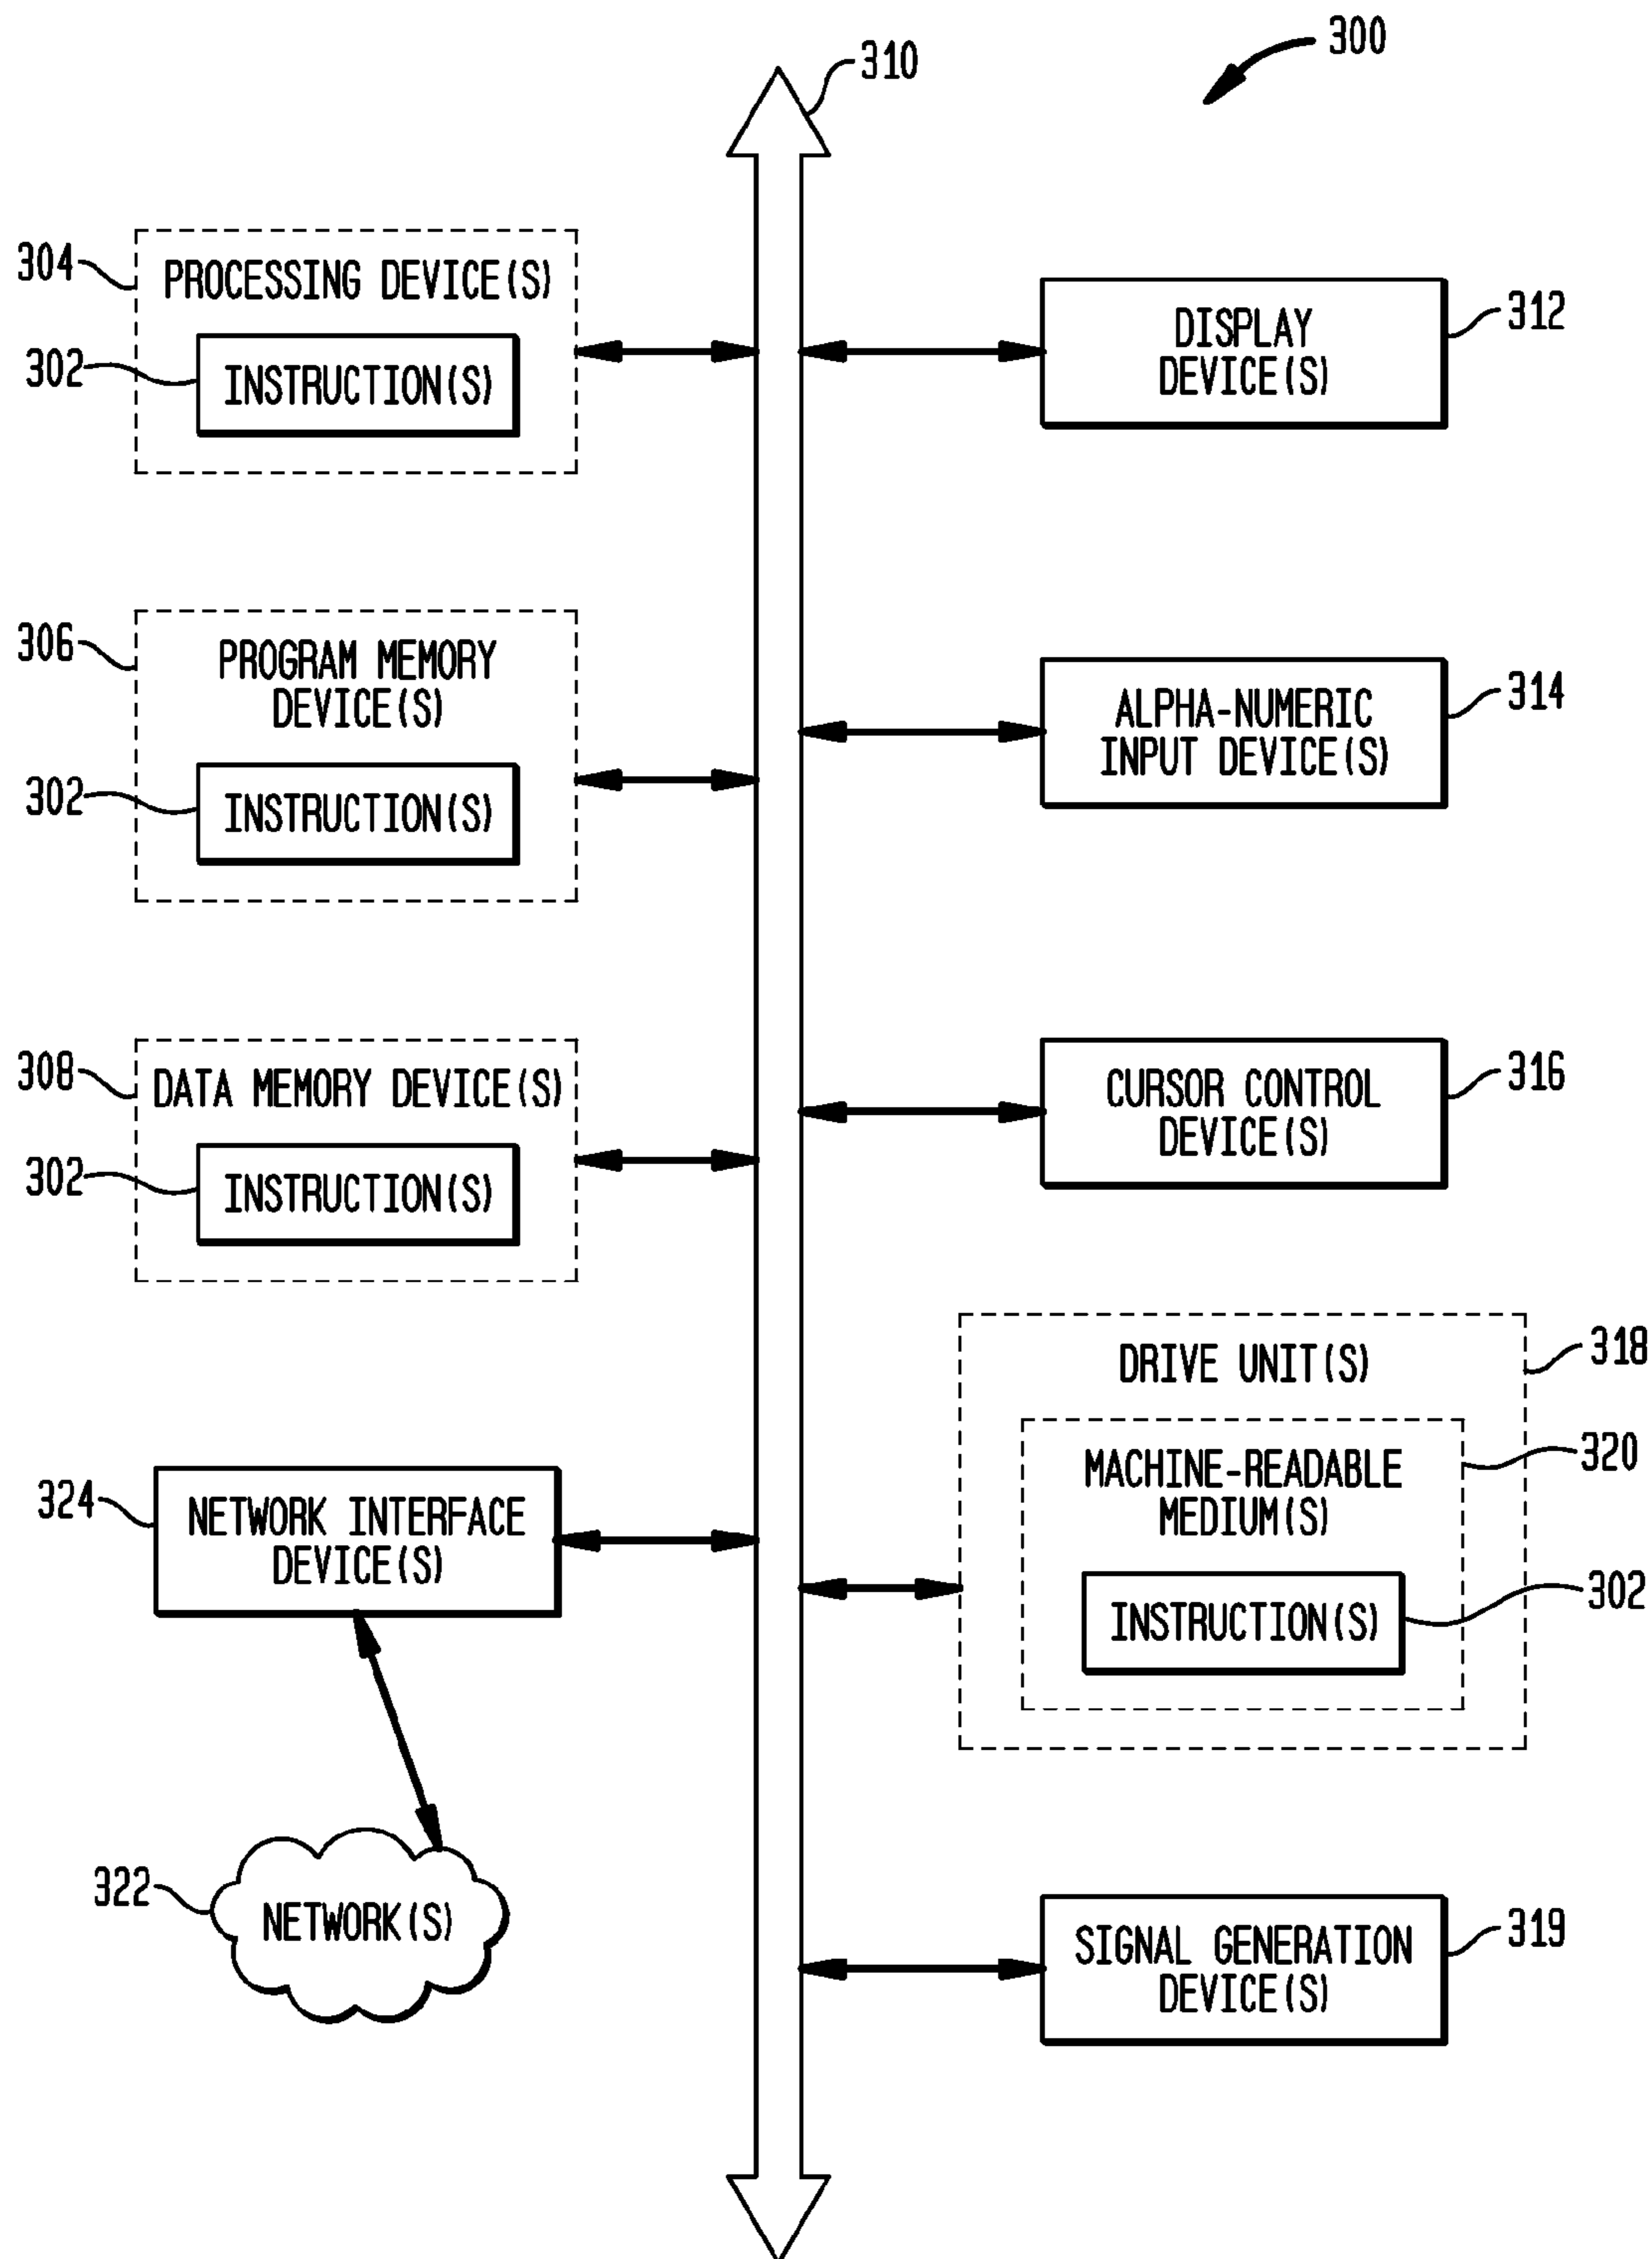 300
310
304
PROCESSING DEVICE(S)
302
INSTRUCTION(S)
DISPLAY
DEVICE(S)
312
306
PROGRAM MEMORY
DEVICE(S)
302
INSTRUCTION(S)
ALPHA-NUMERIC
INPUT DEVICE(S)
314
308
DATA MEMORY DEVICE(S)
302
INSTRUCTION(S)
CURSOR CONTROL
DEVICE(S)
316
DRIVE UNIT(S)
318
MACHINE-READABLE
MEDIUM(S)
320
INSTRUCTION(S)
302
324
NETWORK INTERFACE
DEVICE(S)
322
NETWORK(S)
SIGNAL GENERATION
DEVICE(S)
319